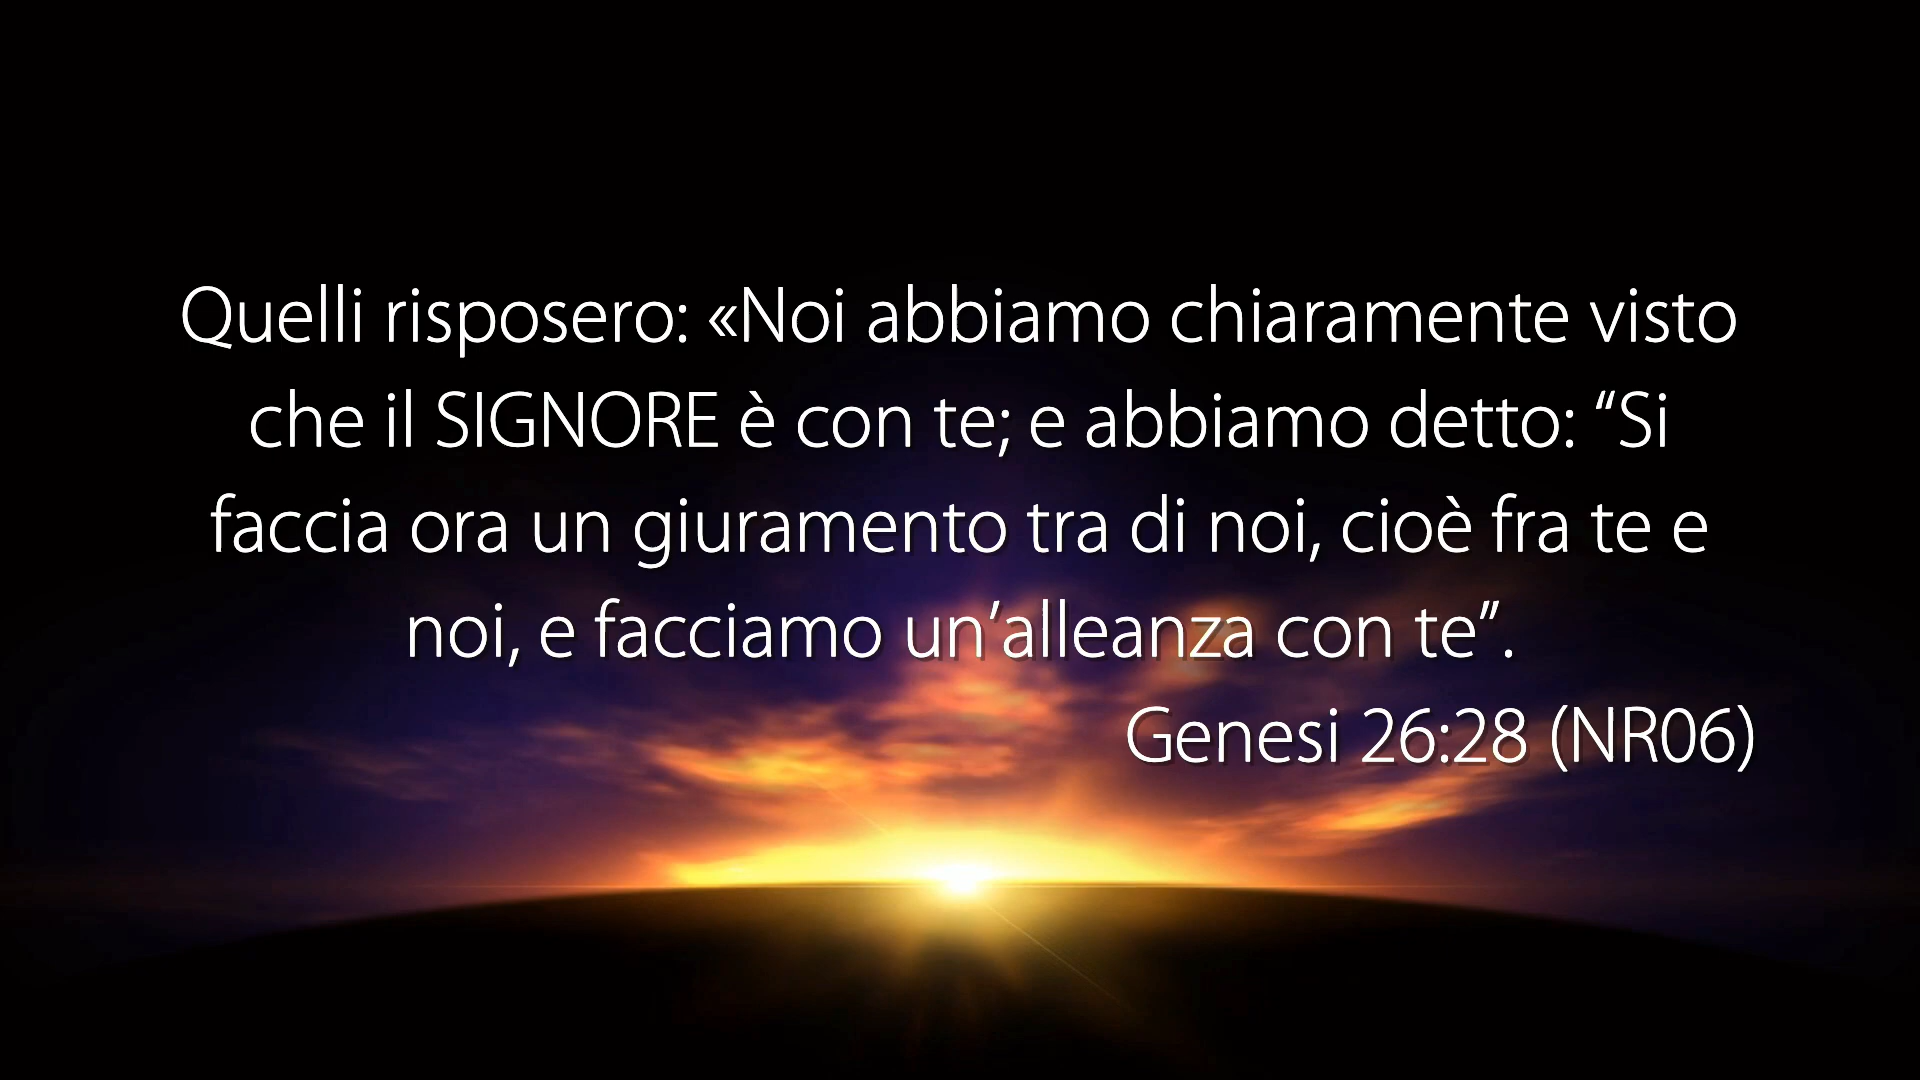 Quelli risposero: «Noi abbiamo chiaramente visto
che il SIGNORE è con te; e abbiamo detto: “Si
faccia ora un giuramento tra di noi, cioè fra te e
noi, e facciamo un’alleanza con te”.
Genesi 26:28 (NR06)